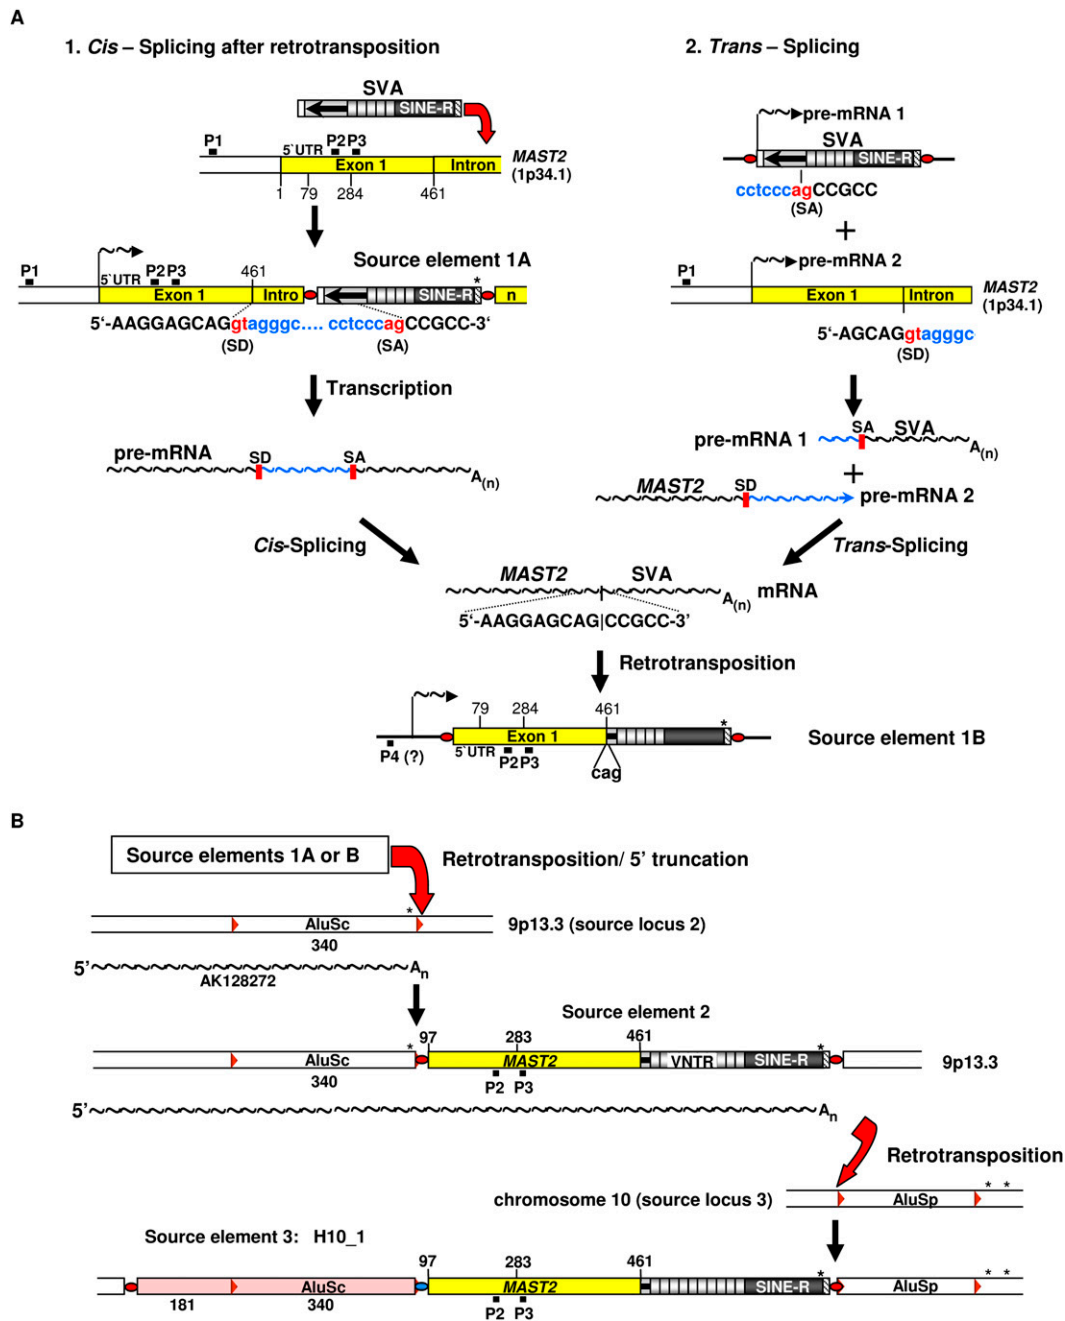 A
1. Cis – Splicing after retrotransposition
2. Trans – Splicing
SVA
SINE-R
P1
5`UTR
P2 P3
Exon 1
Intron
MAST2
(1p34.1)
1 79 284 461
pre-mRNA 1
SVA
SINE-R
cctcccagCCGCC
(SA)
+
pre-mRNA 2
P1
Exon 1
Intron
MAST2
(1p34.1)
5‘-AGCAGgtagggc
(SD)
Source element 1A
P1
5`UTR
P2 P3
461
*
Exon 1
Intro
SINE-R
n
5‘-AAGGAGCAGgtagggc.... cctcccagCCGCC-3‘
(SD)
(SA)
Transcription
pre-mRNA
SD
SA
A(n)
pre-mRNA 1
SA
SVA
A(n)
+
MAST2
SD
pre-mRNA 2
Cis-Splicing
Trans-Splicing
MAST2
SVA
A(n)
mRNA
5‘-AAGGAGCAG|CCGCC-3’
Retrotransposition
79 284 461
*
Exon 1
5`UTR
P2 P3
P4 (?)
cag
Source element 1B
B
Source elements 1A or B
Retrotransposition/ 5’ truncation
*
AluSc
340
9p13.3 (source locus 2)
5’
An
AK128272
Source element 2
*
97 283 461
*
AluSc
340
MAST2
VNTR
SINE-R
9p13.3
P2 P3
5’
An
Retrotransposition
chromosome 10 (source locus 3)
* *
AluSp
Source element 3: H10_1
97 283 461
*
* *
AluSc
MAST2
SINE-R
AluSp
181 340
P2 P3